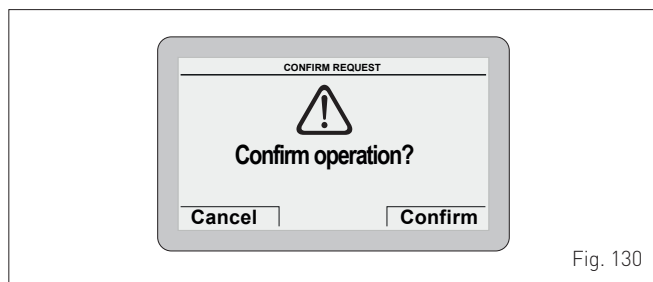 CONFIRM REQUEST
Confirm operation?
Cancel Confirm
Fig. 130